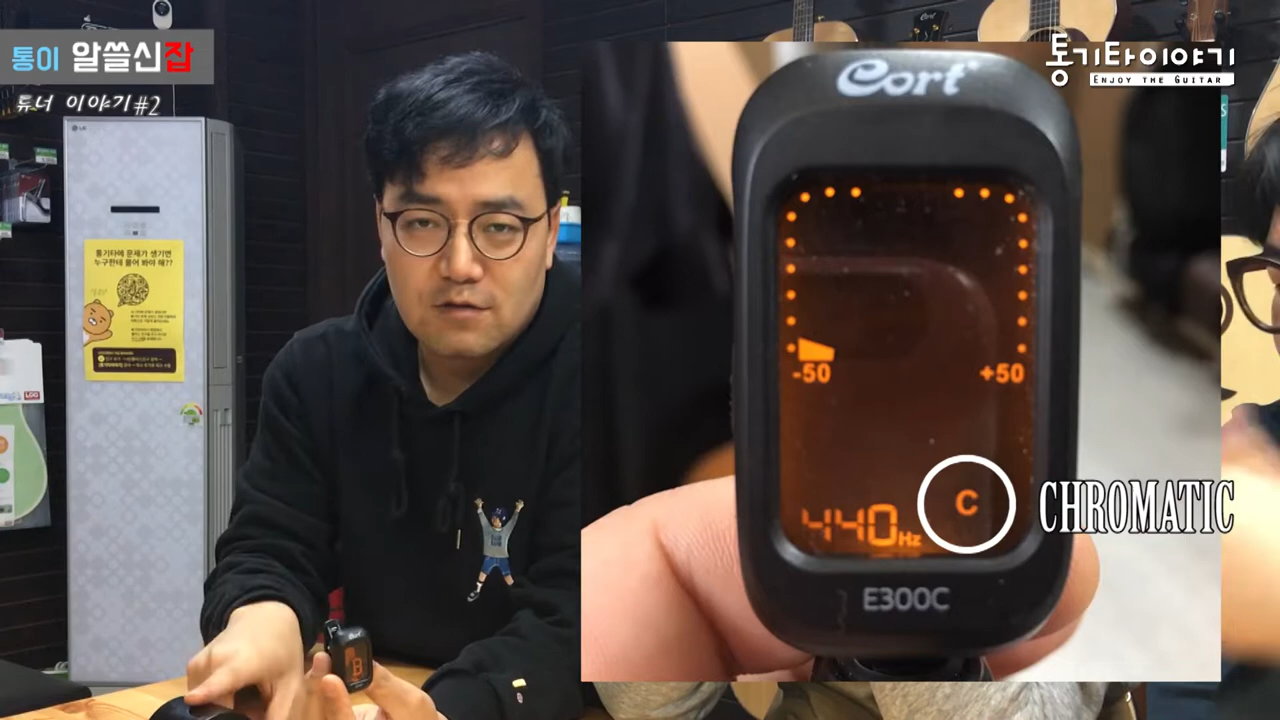 통이 알쓸신잡
튜너 이야기#2
통기타이야기
ENJOY THE GUITAR
Cort
-50
+50
440Hz
C
CHROMATIC
E300C
LG
통기타에 문제가 생기면
누구한테 물어 봐야 해??
Cort